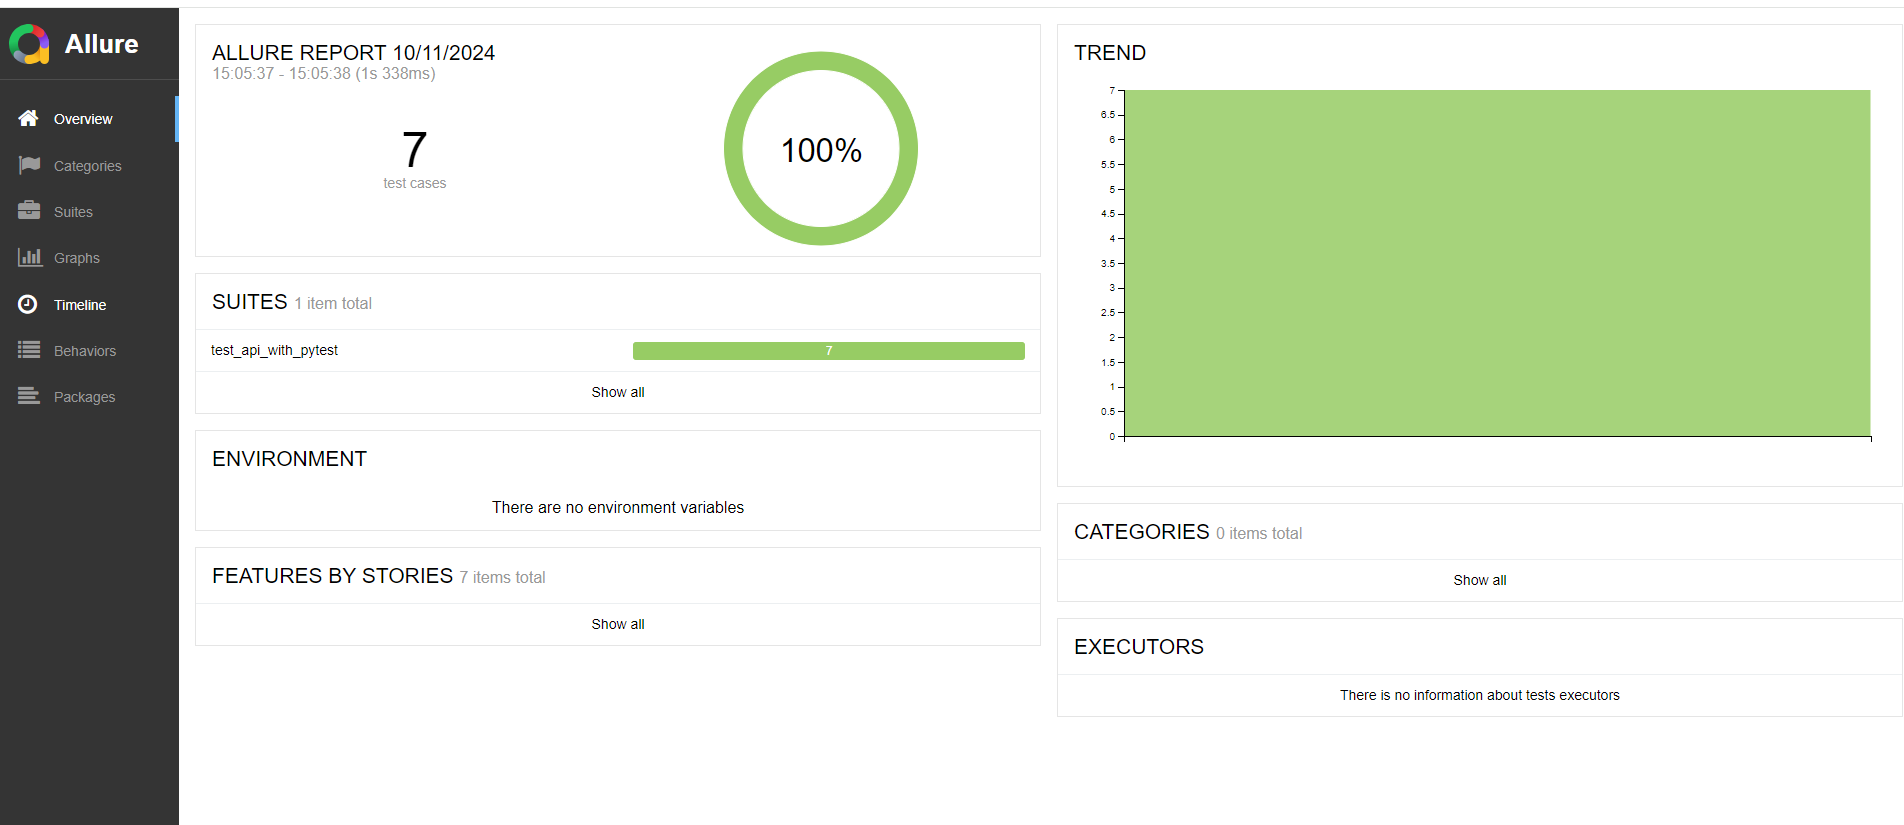 Allure
Overview
Categories
Suites
Graphs
Timeline
Behaviors
Packages
ALLURE REPORT 10/11/2024
15:05:37 - 15:05:38 (1s 338ms)
7
test cases
100%
SUITES 1 item total
test_api_with_pytest 7
Show all
ENVIRONMENT
There are no environment variables
FEATURES BY STORIES 7 items total
Show all
TREND
7
6.5
6
5.5
5
4.5
4
3.5
3
2.5
2
1.5
1
0.5
0
CATEGORIES 0 items total
Show all
EXECUTORS
There is no information about tests executors